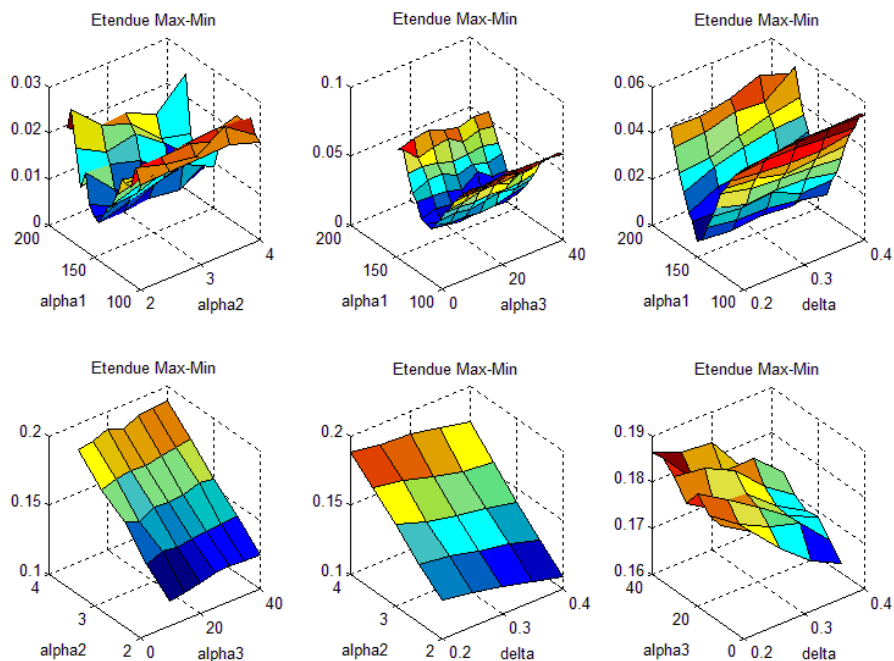 Etendue Max-Min Etendue Max-Min Etendue Max-Min
0.03 0.1 0.06
0.02 0.04
0.05
0.01 0.02
0 0 0
200 200 200
150 150 150
100 100 100
alpha1 2 3 4 alpha2
alpha1 0 20 40 alpha3
alpha1 0.2 0.3 0.4 delta
Etendue Max-Min Etendue Max-Min Etendue Max-Min
0.2 0.2 0.19
0.18
0.15 0.15
0.17
0.1 0.1 0.16
4 4 40
3 3 20
2 2 0
alpha2 0 20 40 alpha3
alpha2 0.2 0.3 0.4 delta
alpha3 0.2 0.3 0.4 delta